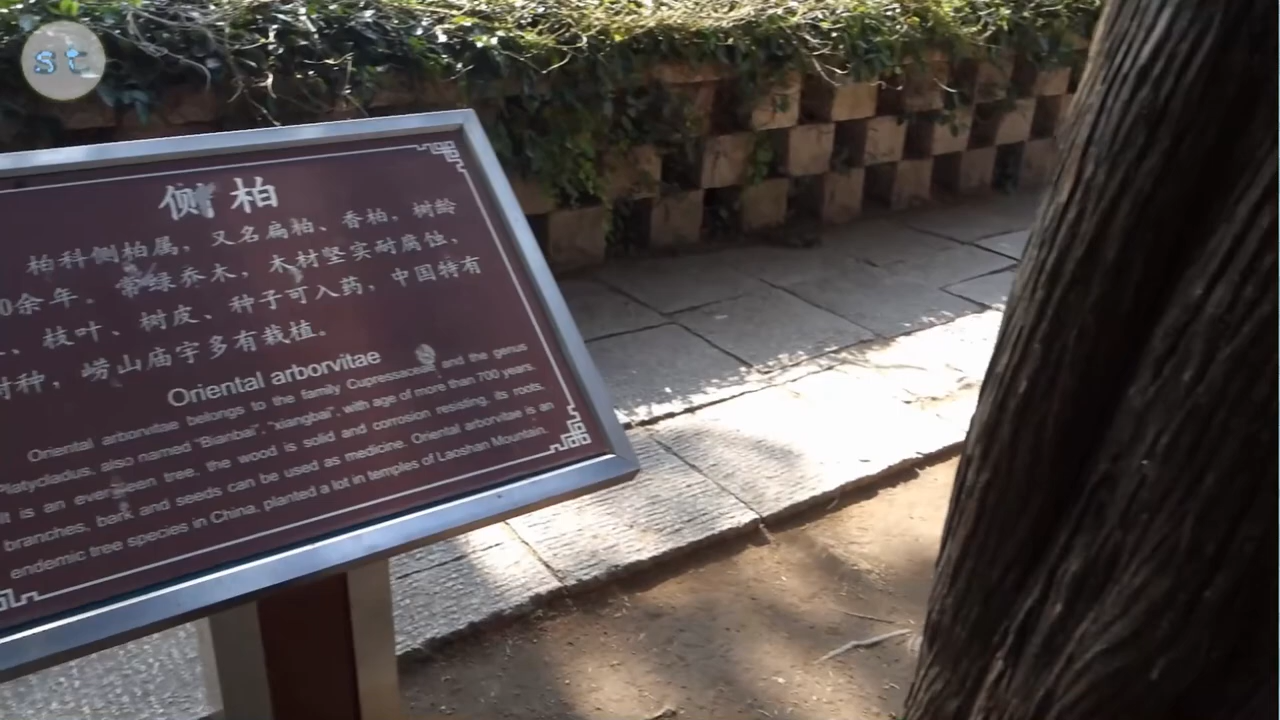 st
侧柏
柏科侧柏属，又名扁柏、香柏，树龄
0余年。常绿乔木，木材坚实耐腐蚀，
、枝叶、树皮、种子可入药，中国特有
树种，崂山庙宇多有栽植。
Oriental arborvitae
Oriental arborvitae belongs to the family Cupressaceae and the genus
Platycladus, also named "Bianbai", "xiangbai", with age of more than 700 years.
It is an evergreen tree, the wood is solid and corrosion resisting, its roots,
branches, bark and seeds can be used as medicine. Oriental arborvitae is an
endemic tree species in China, planted a lot in temples of Laoshan Mountain.